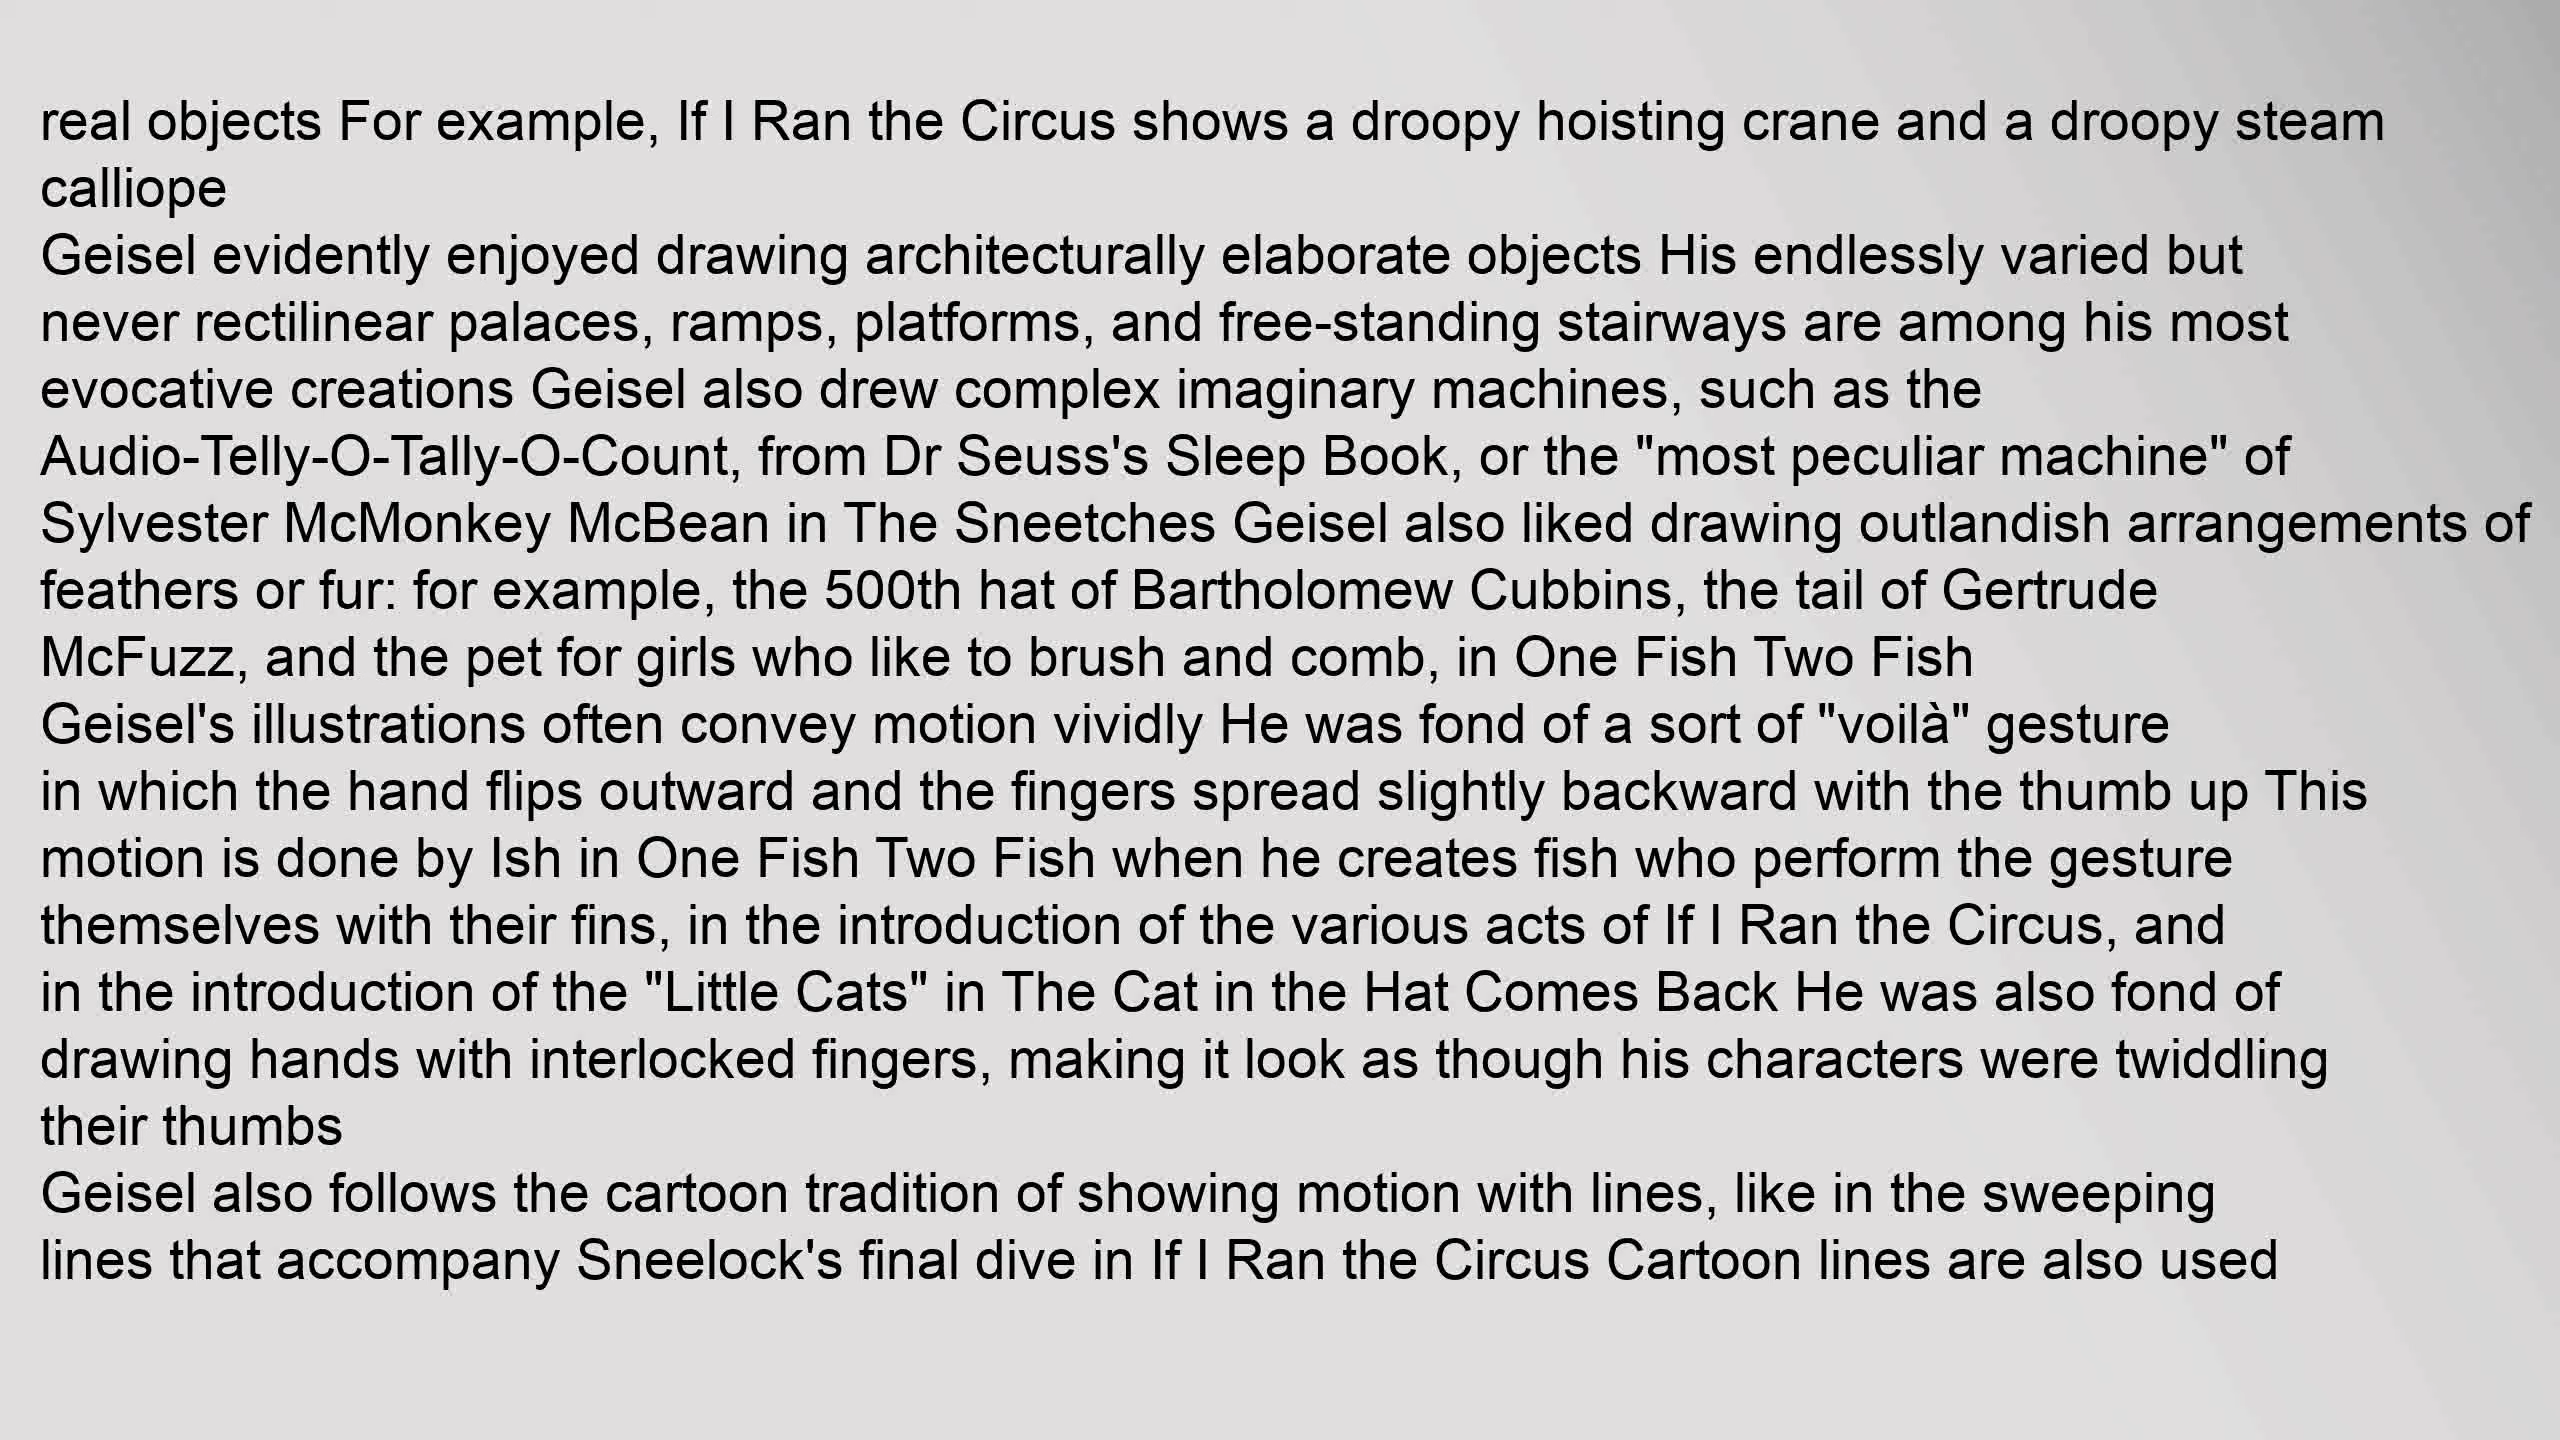 real objects For example, If I Ran the Circus shows a droopy hoisting crane and a droopy steam
calliope
Geisel evidently enjoyed drawing architecturally elaborate objects His endlessly varied but
never rectilinear palaces, ramps, platforms, and free-standing stairways are among his most
evocative creations Geisel also drew complex imaginary machines, such as the
Audio-Telly-O-Tally-O-Count, from Dr Seuss's Sleep Book, or the "most peculiar machine" of
Sylvester McMonkey McBean in The Sneetches Geisel also liked drawing outlandish arrangements of
feathers or fur: for example, the 500th hat of Bartholomew Cubbins, the tail of Gertrude
McFuzz, and the pet for girls who like to brush and comb, in One Fish Two Fish
Geisel's illustrations often convey motion vividly He was fond of a sort of "voilà" gesture
in which the hand flips outward and the fingers spread slightly backward with the thumb up This
motion is done by Ish in One Fish Two Fish when he creates fish who perform the gesture
themselves with their fins, in the introduction of the various acts of If I Ran the Circus, and
in the introduction of the "Little Cats" in The Cat in the Hat Comes Back He was also fond of
drawing hands with interlocked fingers, making it look as though his characters were twiddling
their thumbs
Geisel also follows the cartoon tradition of showing motion with lines, like in the sweeping
lines that accompany Sneelock's final dive in If I Ran the Circus Cartoon lines are also used